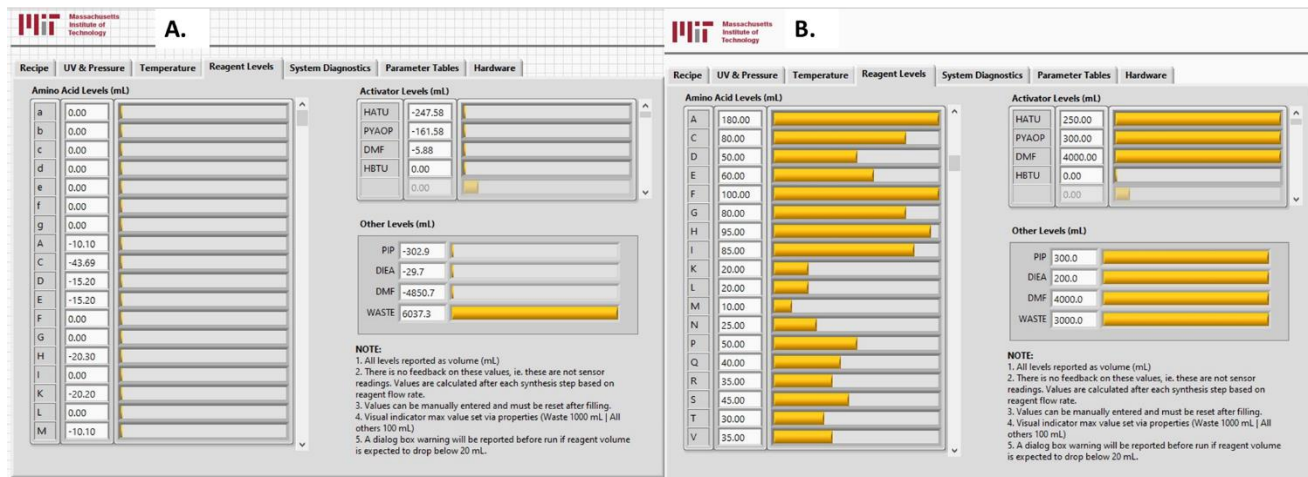 Massachusetts
Institute of
Technology
A.
Recipe UV & Pressure Temperature Reagent Levels System Diagnostics Parameter Tables Hardware
Amino Acid Levels (mL)
a 0.00
b 0.00
c 0.00
d 0.00
e 0.00
f 0.00
g 0.00
A -10.10
C -43.69
D -15.20
E -15.20
F 0.00
G 0.00
H -20.30
I 0.00
K -20.20
L 0.00
M -10.10
Activator Levels (mL)
HATU -247.58
PYAOP -161.58
DMF -5.88
HBTU 0.00
0.00
Other Levels (mL)
PIP -302.9
DIEA -29.7
DMF -4850.7
WASTE 6037.3
NOTE:
1. All levels reported as volume (mL)
2. There is no feedback on these values, ie. these are not sensor
readings. Values are calculated after each synthesis step based on
reagent flow rate.
3. Values can be manually entered and must be reset after filling.
4. Visual indicator max value set via properties (Waste 1000 mL | All
others 100 mL)
5. A dialog box warning will be reported before run if reagent volume
is expected to drop below 20 mL.
Massachusetts
Institute of
Technology
B.
Recipe UV & Pressure Temperature Reagent Levels System Diagnostics Parameter Tables Hardware
Amino Acid Levels (mL)
A 180.00
C 80.00
D 50.00
E 60.00
F 100.00
G 80.00
H 95.00
I 85.00
K 20.00
L 20.00
M 10.00
N 25.00
P 50.00
Q 40.00
R 35.00
S 45.00
T 30.00
V 35.00
Activator Levels (mL)
HATU 250.00
PYAOP 300.00
DMF 4000.00
HBTU 0.00
0.00
Other Levels (mL)
PIP 300.0
DIEA 200.0
DMF 4000.0
WASTE 3000.0
NOTE:
1. All levels reported as volume (mL)
2. There is no feedback on these values, ie. these are not sensor
readings. Values are calculated after each synthesis step based on
reagent flow rate.
3. Values can be manually entered and must be reset after filling.
4. Visual indicator max value set via properties (Waste 1000 mL | All
others 100 mL)
5. A dialog box warning will be reported before run if reagent volume
is expected to drop below 20 mL.